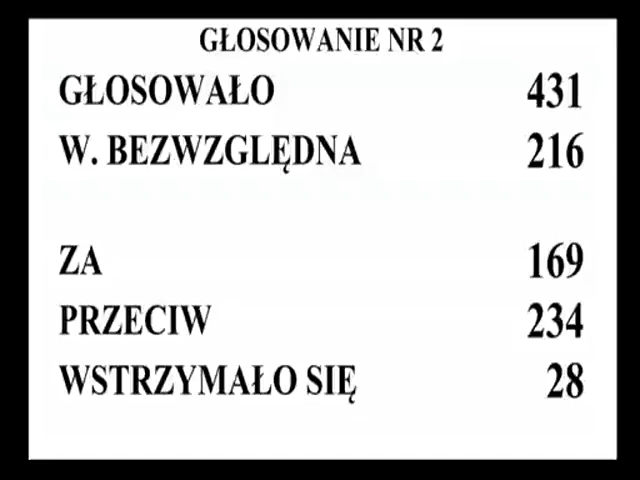 GŁOSOWANIE NR 2
GŁOSOWAŁO 431
W. BEZWZGLĘDNA 216
ZA 169
PRZECIW 234
WSTRZYMAŁO SIĘ 28